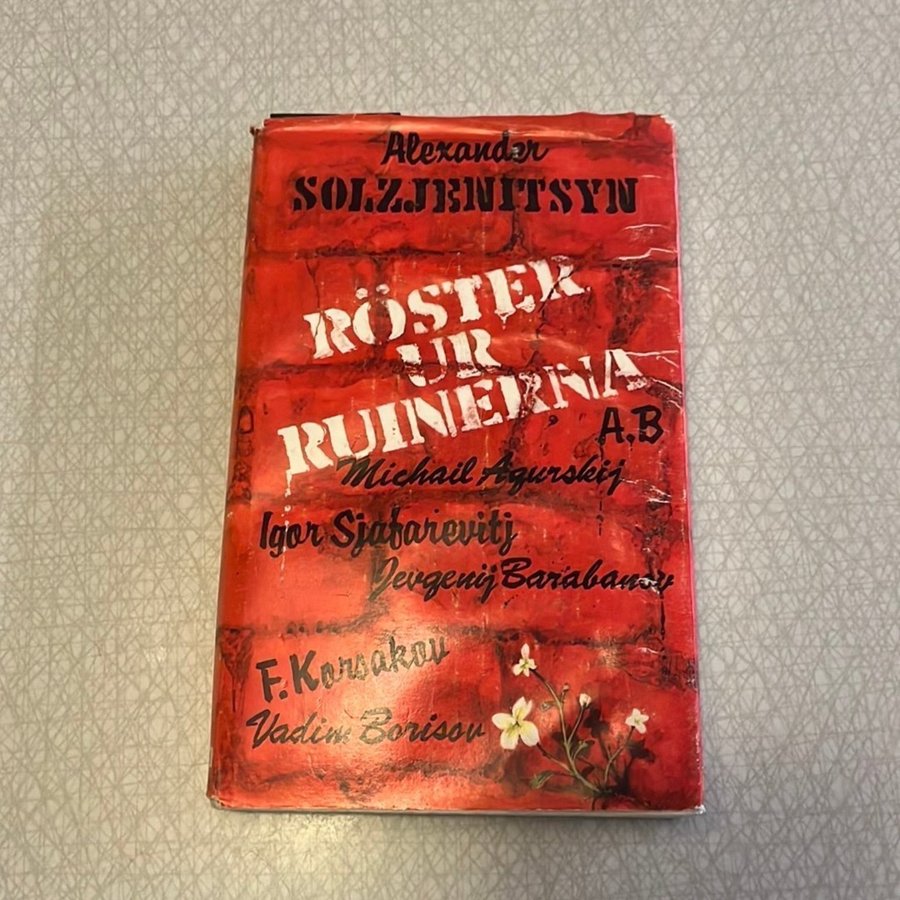 Alexander
SOLZJENITSYN
RÖSTER
UR
RUINERNA
A.B
Michail Agurskij
Igor Sjafarevitj
Jevgenij Barabanov
F. Korsakov
Vadim Borisov